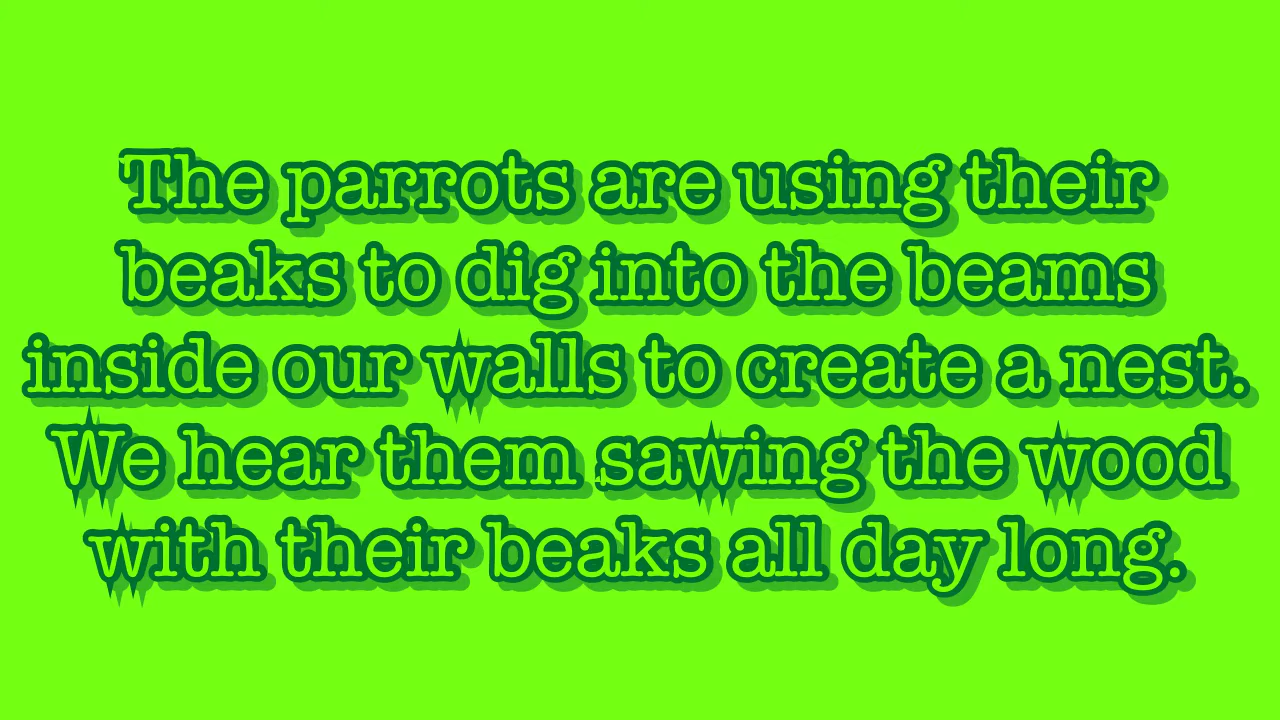 The parrots are using their
beaks to dig into the beams
inside our walls to create a nest.
We hear them sawing the wood
with their beaks all day long.